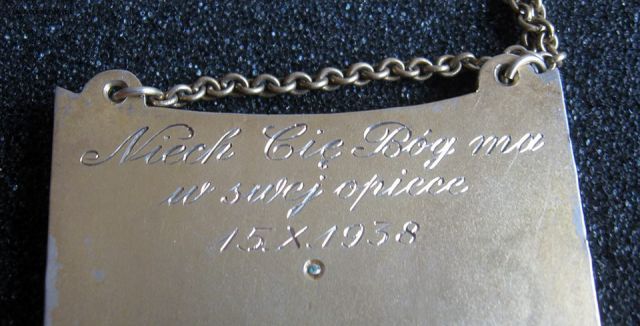 Niech Cię Bóg ma
w swej opiece
15.X.1938